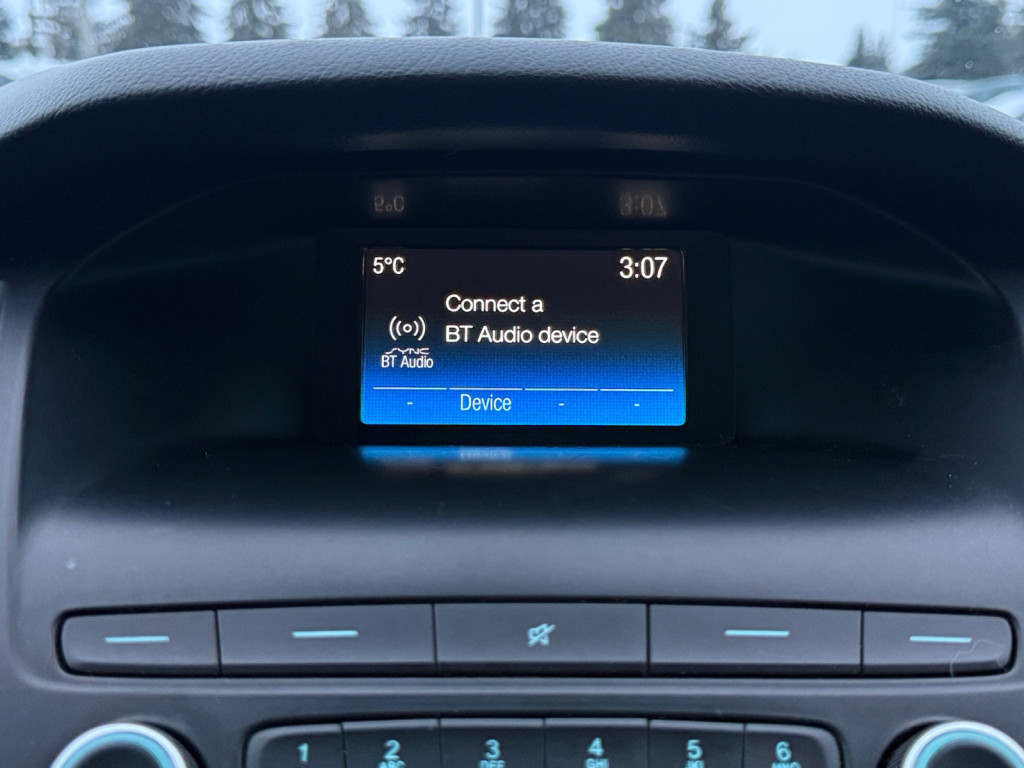 5°C 3:07
Connect a
BT Audio device
SYNC
BT Audio
- Device - -
1 2 3 4 5 6
ABC DEF GHI JKL MNO